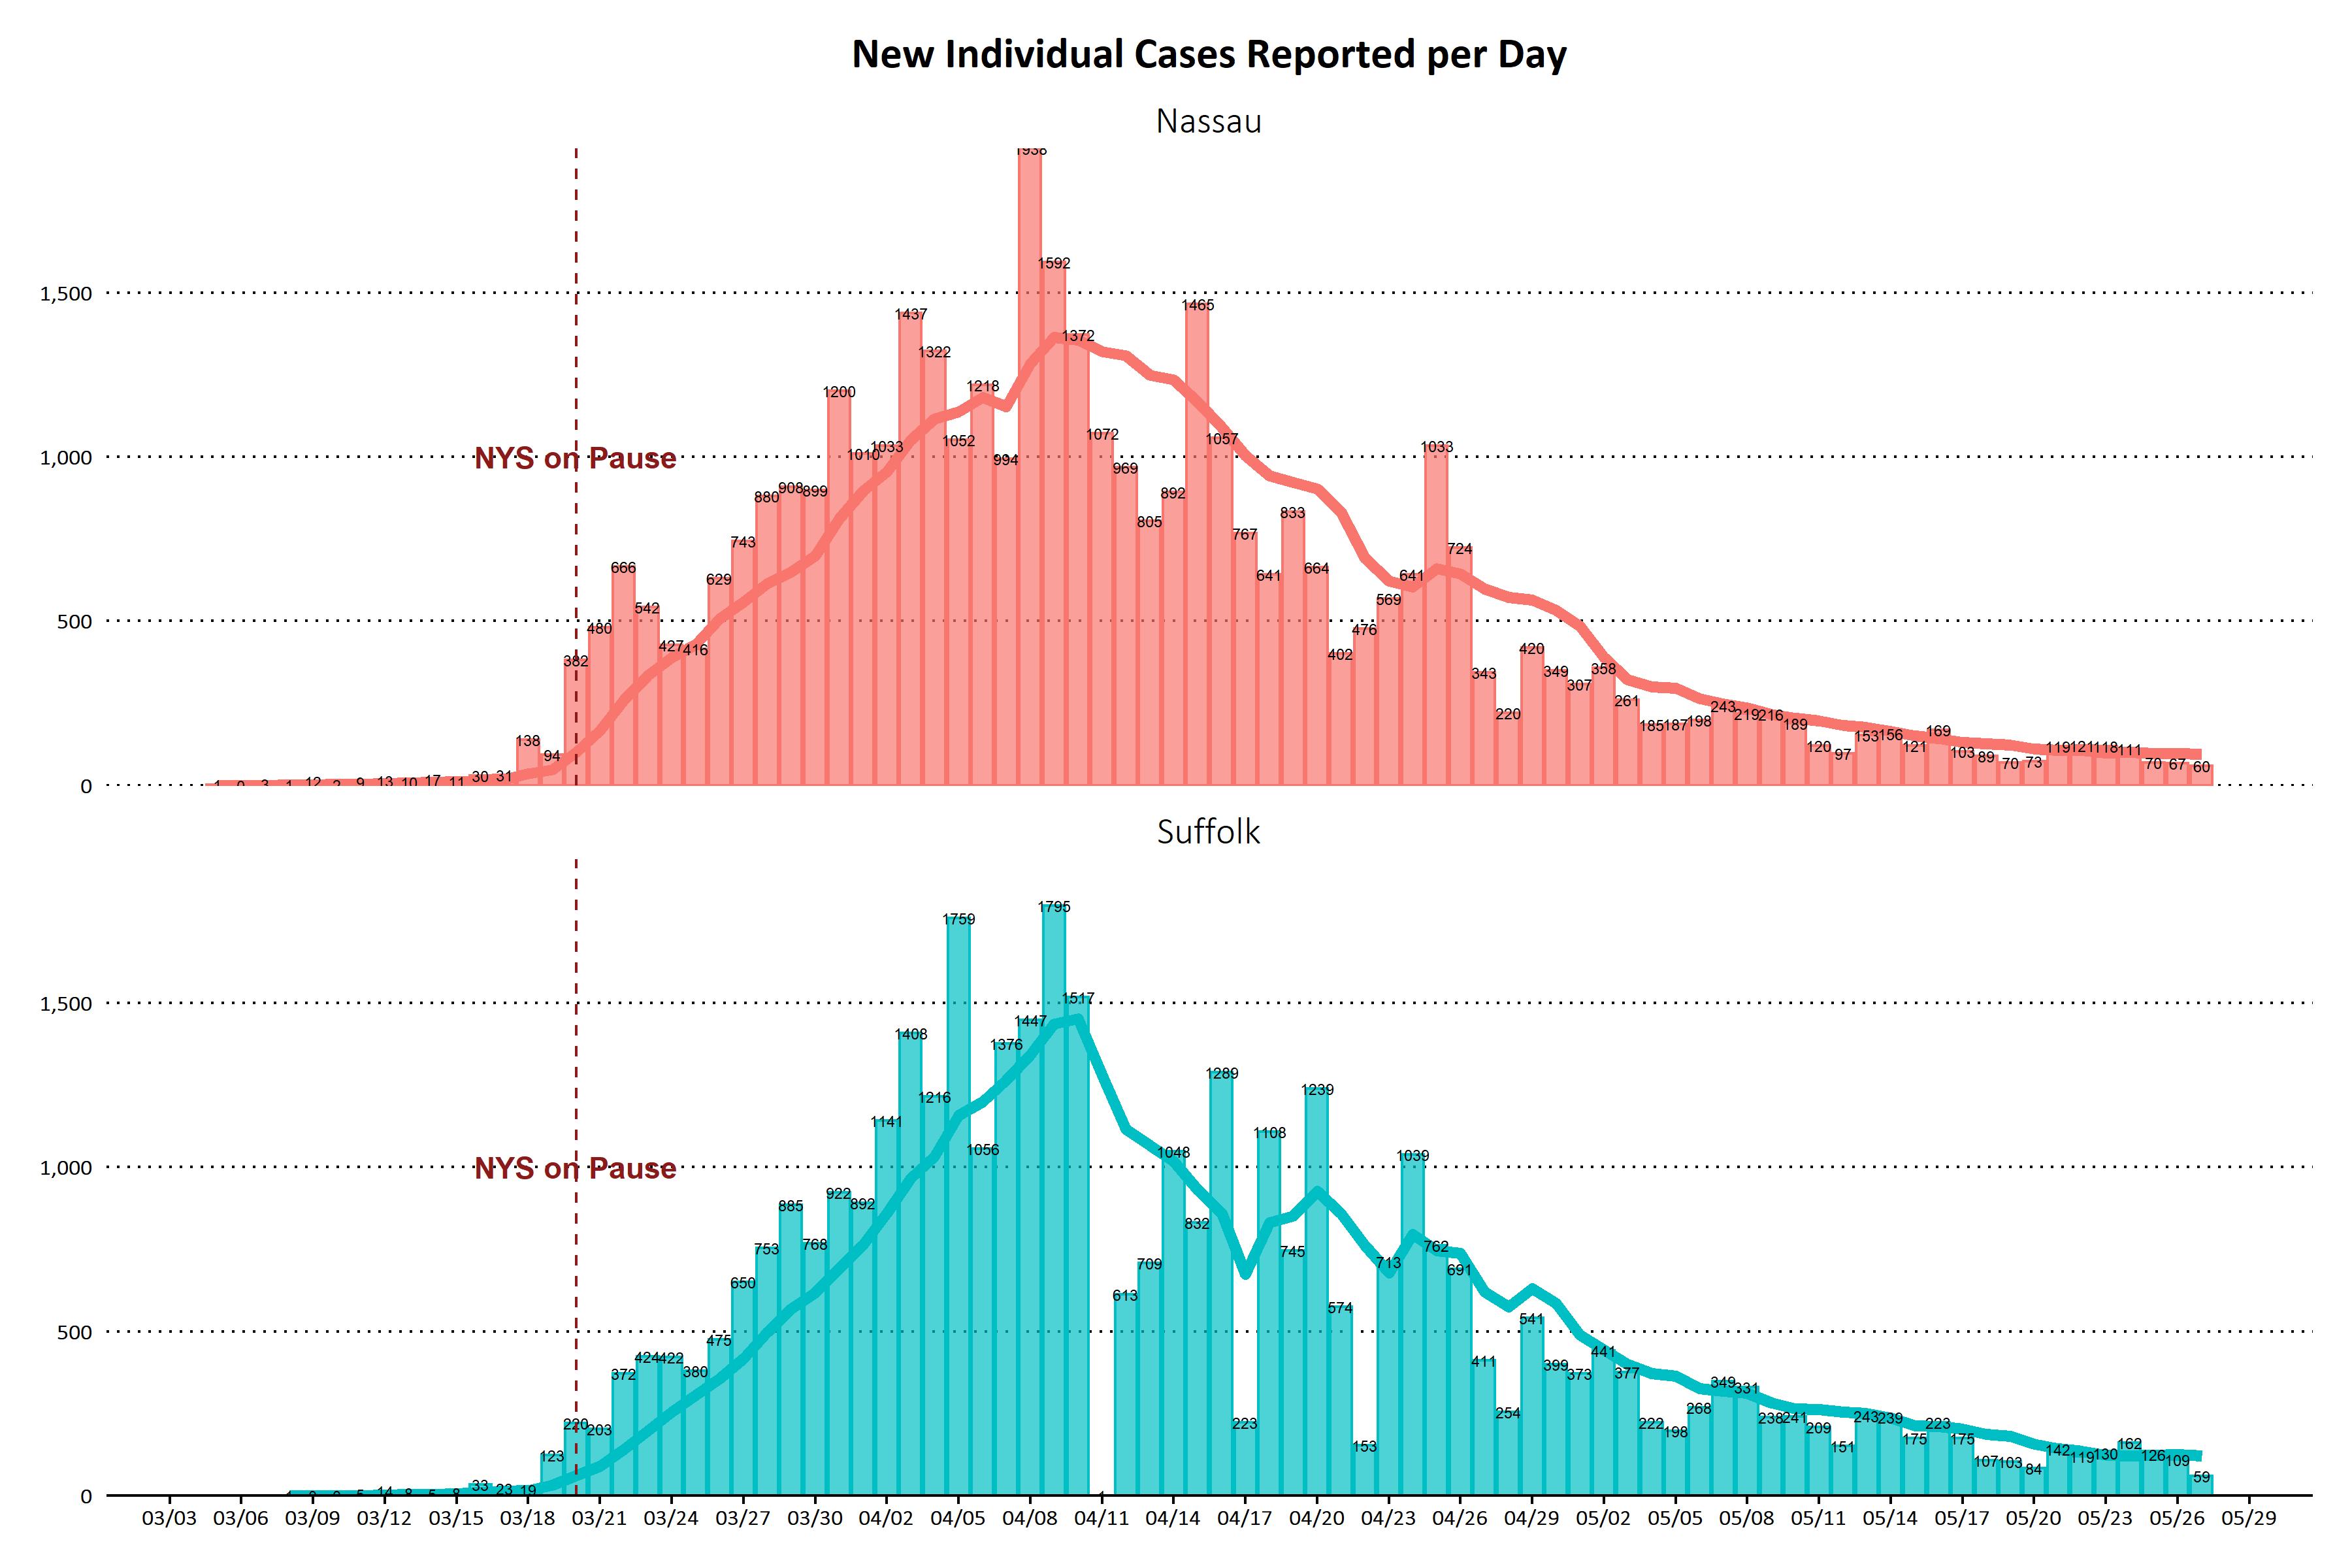 New Individual Cases Reported per Day
Nassau
1,500
1,000
500
0
NYS on Pause
12 9 13 10 17 11 30 31 138 94 382 480 666 542 427 416 629 743 880 908 899 1200 1010 1033 1437 1322 1052 1218 994 1938 1592 1372 1072 969 805 892 1465 1057 767 641 833 664 402 476 569 641 1033 724 343 220 420 349 307 358 261 185 187 198 243 219 216 189 120 97 153 156 121 169 103 89 70 73 119 121 118 111 70 67 60
Suffolk
1,500
1,000
500
0
NYS on Pause
14 33 23 19 123 220 203 372 424 422 380 475 650 753 885 768 922 892 1141 1408 1216 1759 1056 1376 1447 1795 1517 613 709 1048 832 1289 223 1108 745 1239 574 153 713 1039 762 691 411 254 541 399 373 441 377 222 198 268 349 331 238 241 209 151 243 239 175 223 175 107 103 84 142 119 130 162 126 109 59
03/03 03/06 03/09 03/12 03/15 03/18 03/21 03/24 03/27 03/30 04/02 04/05 04/08 04/11 04/14 04/17 04/20 04/23 04/26 04/29 05/02 05/05 05/08 05/11 05/14 05/17 05/20 05/23 05/26 05/29